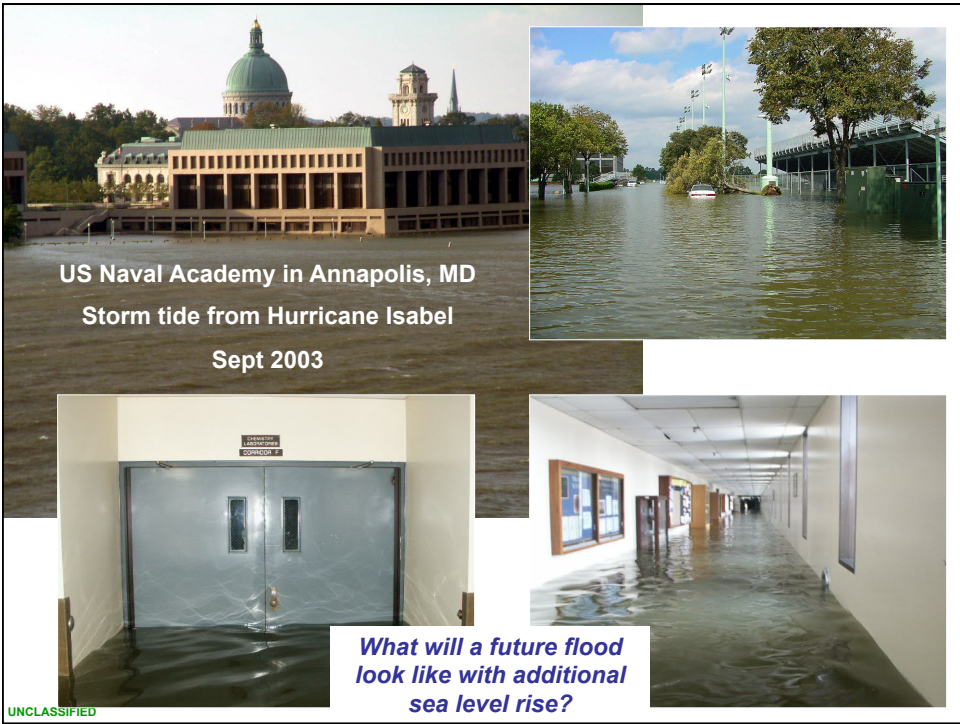 US Naval Academy in Annapolis, MD
Storm tide from Hurricane Isabel
Sept 2003
CHEMISTRY
LABORATORIES
CORRIDOR F
What will a future flood
look like with additional
sea level rise?
UNCLASSIFIED